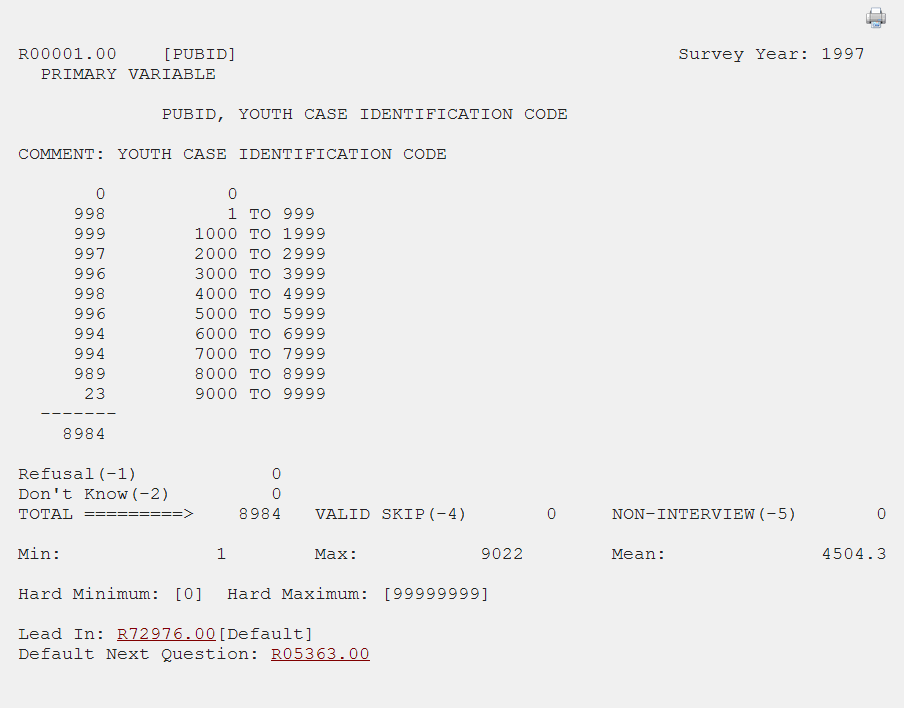 R00001.00    [PUBID]                                        Survey Year: 1997
  PRIMARY VARIABLE
             PUBID, YOUTH CASE IDENTIFICATION CODE
COMMENT: YOUTH CASE IDENTIFICATION CODE
       0           0
     998           1 TO 999
     999        1000 TO 1999
     997        2000 TO 2999
     996        3000 TO 3999
     998        4000 TO 4999
     996        5000 TO 5999
     994        6000 TO 6999
     994        7000 TO 7999
     989        8000 TO 8999
      23        9000 TO 9999
  -------
    8984
Refusal(-1)            0
Don't Know(-2)         0
TOTAL =========>    8984   VALID SKIP(-4)       0     NON-INTERVIEW(-5)       0
Min:              1        Max:           9022        Mean:              4504.3
Hard Minimum: [0]  Hard Maximum: [99999999]
Lead In: R72976.00[Default]
Default Next Question: R05363.00